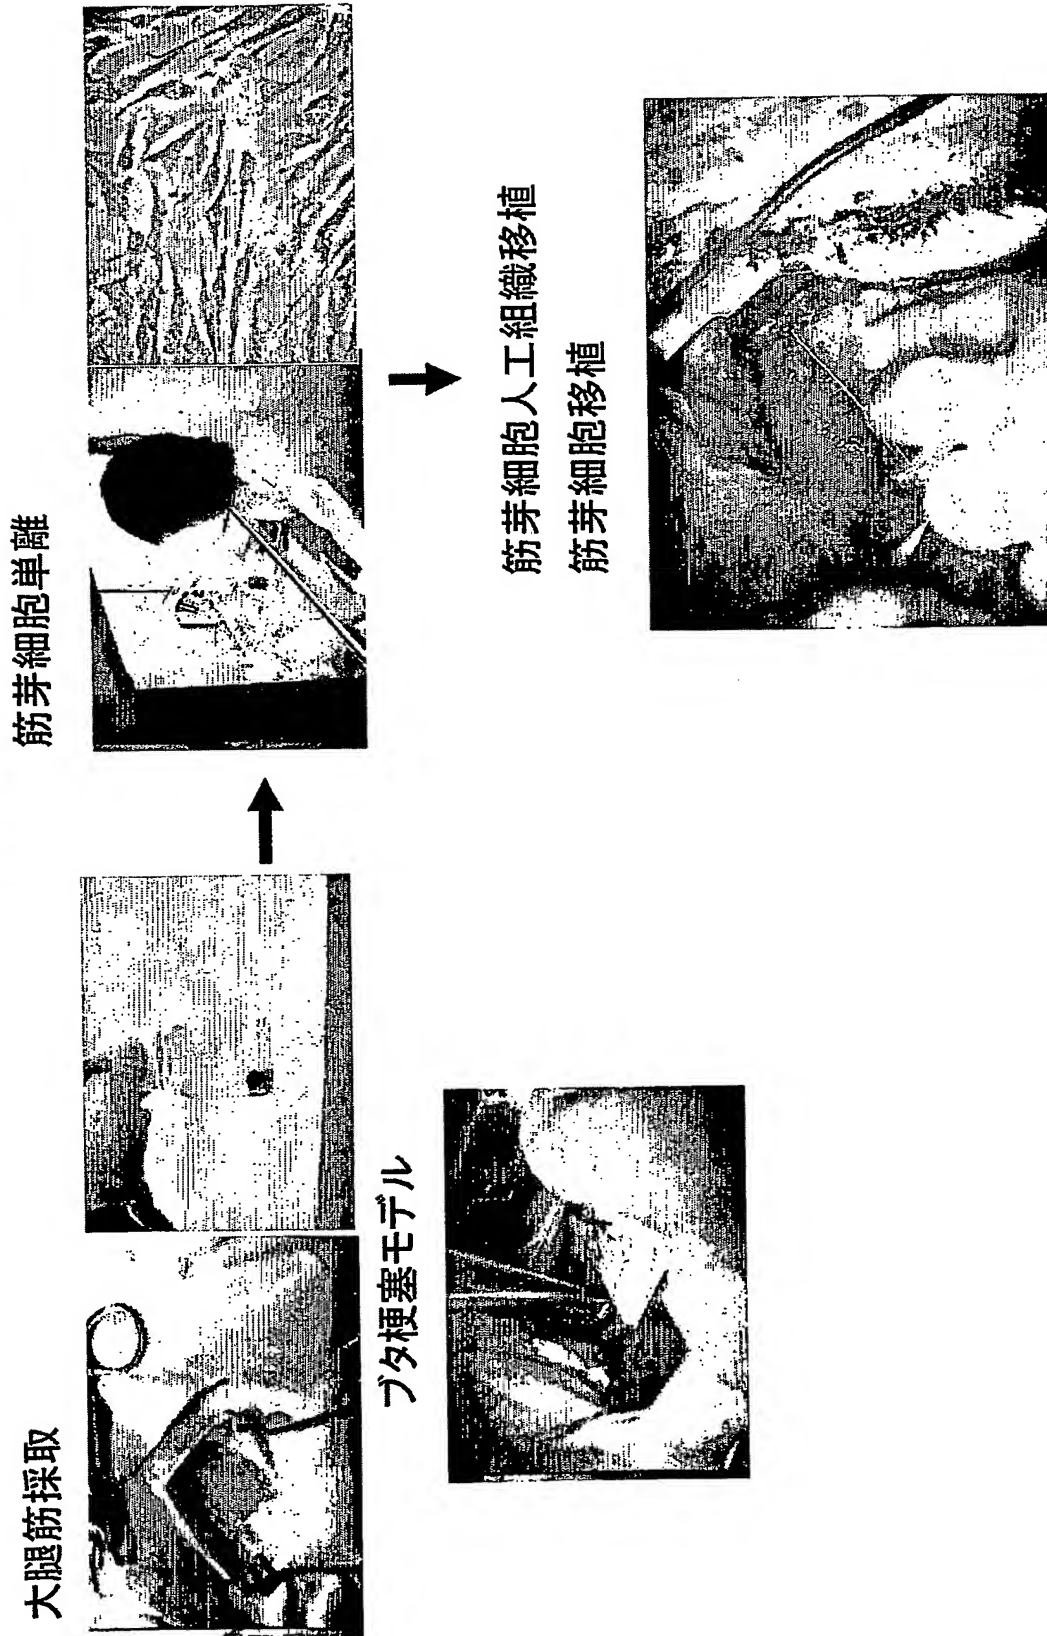 大腿筋採取
筋芽細胞単離
ブタ梗塞モデル
筋芽細胞人工組織移植
筋芽細胞移植